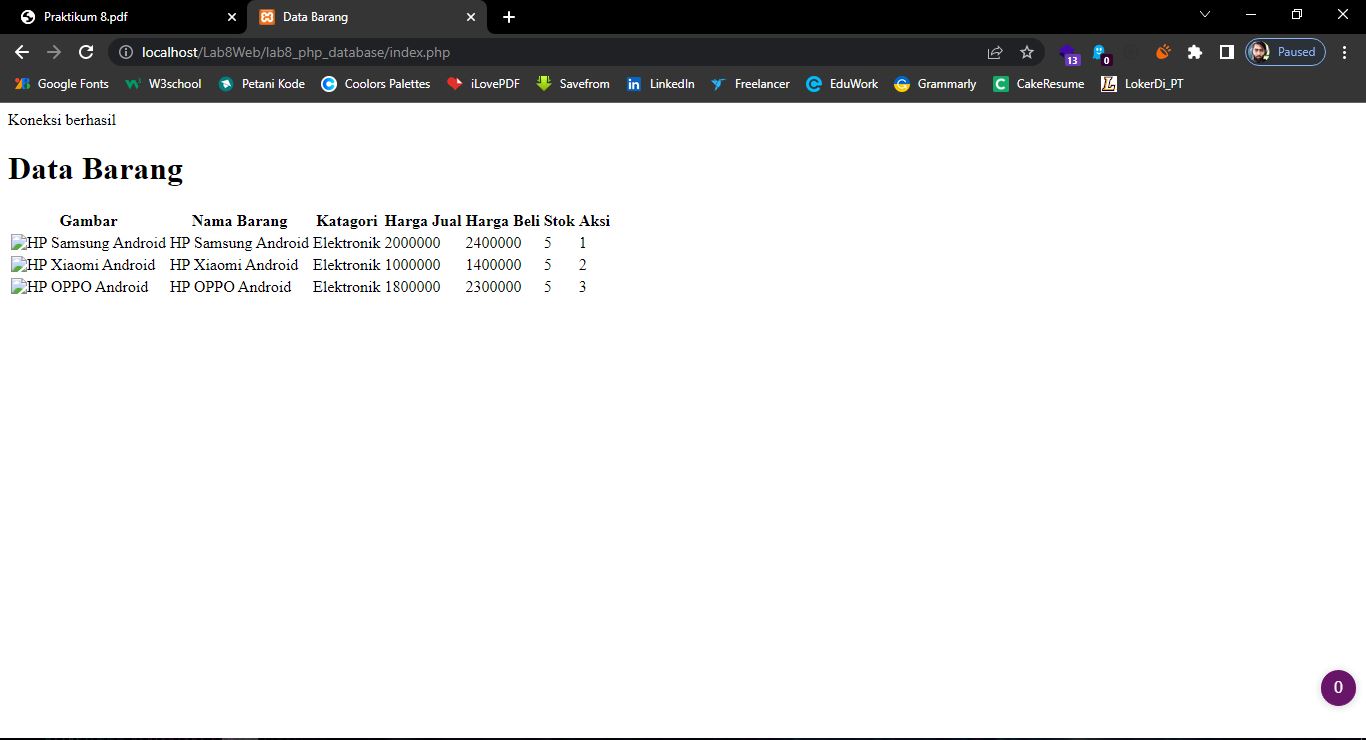 Praktikum 8.pdf Data Barang
localhost/Lab8Web/lab8_php_database/index.php Paused
13 0
Google Fonts W3school Petani Kode Coolors Palettes iLovePDF Savefrom LinkedIn Freelancer EduWork Grammarly CakeResume LokerDi_PT
Koneksi berhasil
Data Barang
Gambar Nama Barang Katagori Harga Jual Harga Beli Stok Aksi
HP Samsung Android HP Samsung Android Elektronik 2000000 2400000 5 1
HP Xiaomi Android HP Xiaomi Android Elektronik 1000000 1400000 5 2
HP OPPO Android HP OPPO Android Elektronik 1800000 2300000 5 3
0